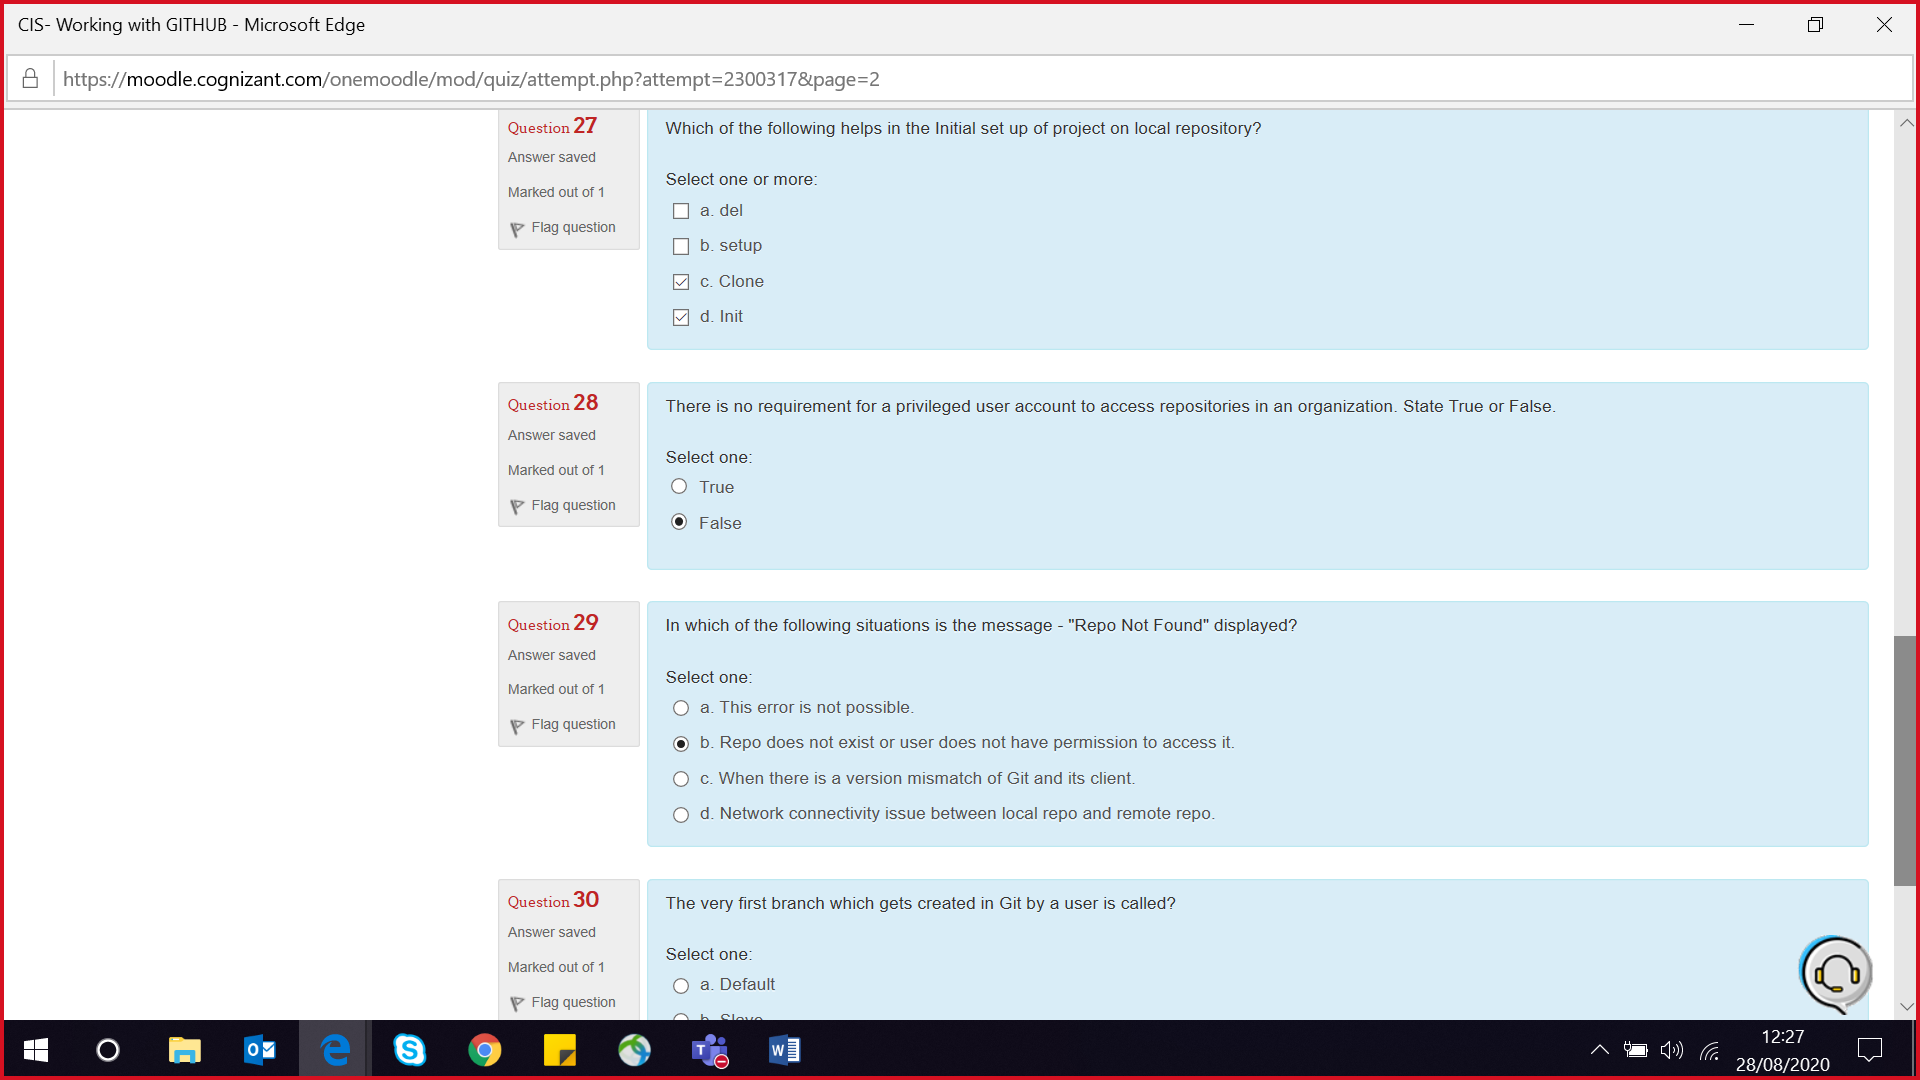 CIS- Working with GITHUB - Microsoft Edge
https://moodle.cognizant.com/onemoodle/mod/quiz/attempt.php?attempt=2300317&page=2
Question 27
Answer saved
Marked out of 1
Flag question
Which of the following helps in the Initial set up of project on local repository?
Select one or more:
a. del
b. setup
c. Clone
d. Init
Question 28
Answer saved
Marked out of 1
Flag question
There is no requirement for a privileged user account to access repositories in an organization. State True or False.
Select one:
True
False
Question 29
Answer saved
Marked out of 1
Flag question
In which of the following situations is the message - "Repo Not Found" displayed?
Select one:
a. This error is not possible.
b. Repo does not exist or user does not have permission to access it.
c. When there is a version mismatch of Git and its client.
d. Network connectivity issue between local repo and remote repo.
Question 30
Answer saved
Marked out of 1
Flag question
The very first branch which gets created in Git by a user is called?
Select one:
a. Default
b. Slave
12:27
28/08/2020